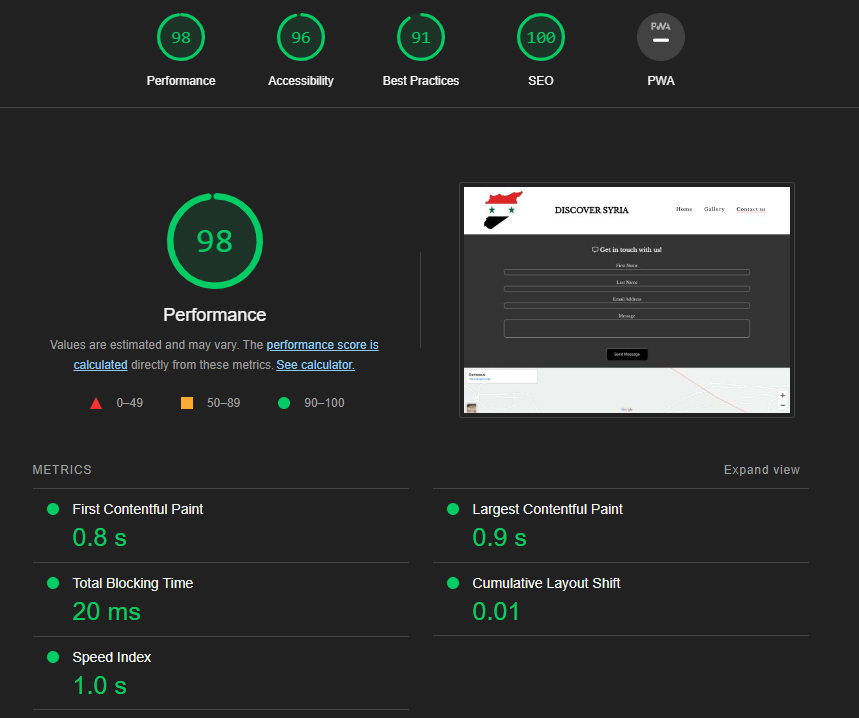 98 96 91 100 PWA
Performance Accessibility Best Practices SEO PWA
98
Performance
Values are estimated and may vary. The performance score is
calculated directly from these metrics. See calculator.
0–49 50–89 90–100
DISCOVER SYRIA Home Gallery Contact us
Get in touch with us!
First Name
Last Name
Email Address
Message
Send Message
Google
METRICS Expand view
First Contentful Paint
0.8 s
Largest Contentful Paint
0.9 s
Total Blocking Time
20 ms
Cumulative Layout Shift
0.01
Speed Index
1.0 s